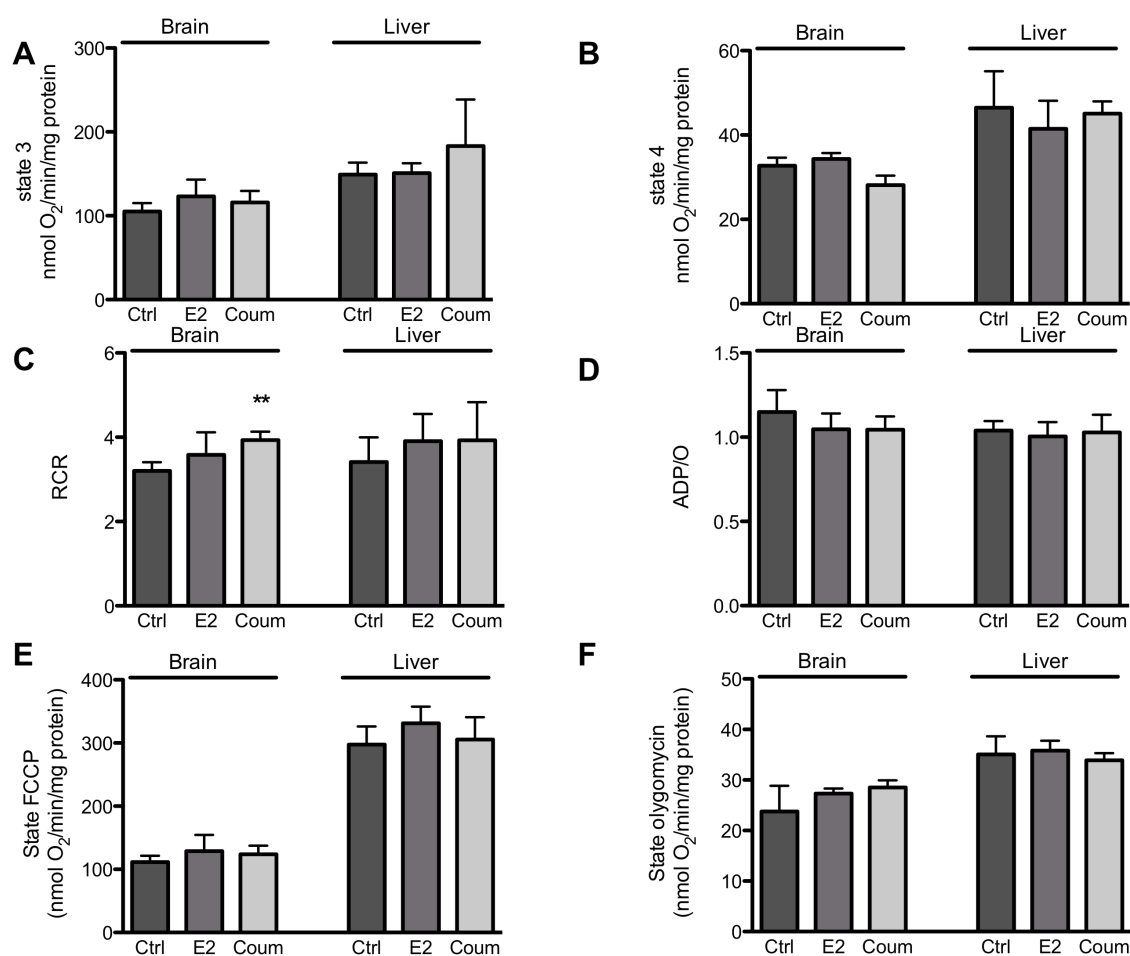 A
Brain Liver
state 3
nmol O2/min/mg protein
300
200
100
0
Ctrl E2 Coum Ctrl E2 Coum
B
Brain Liver
state 4
nmol O2/min/mg protein
60
40
20
0
Ctrl E2 Coum Ctrl E2 Coum
C
Brain Liver
RCR
6
4
2
0
**
Ctrl E2 Coum Ctrl E2 Coum
D
Brain Liver
ADP/O
1.5
1.0
0.5
0.0
Ctrl E2 Coum Ctrl E2 Coum
E
Brain Liver
State FCCP
(nmol O2/min/mg protein)
400
300
200
100
0
Ctrl E2 Coum Ctrl E2 Coum
F
Brain Liver
State olygomycin
(nmol O2/min/mg protein)
50
40
30
20
10
0
Ctrl E2 Coum Ctrl E2 Coum